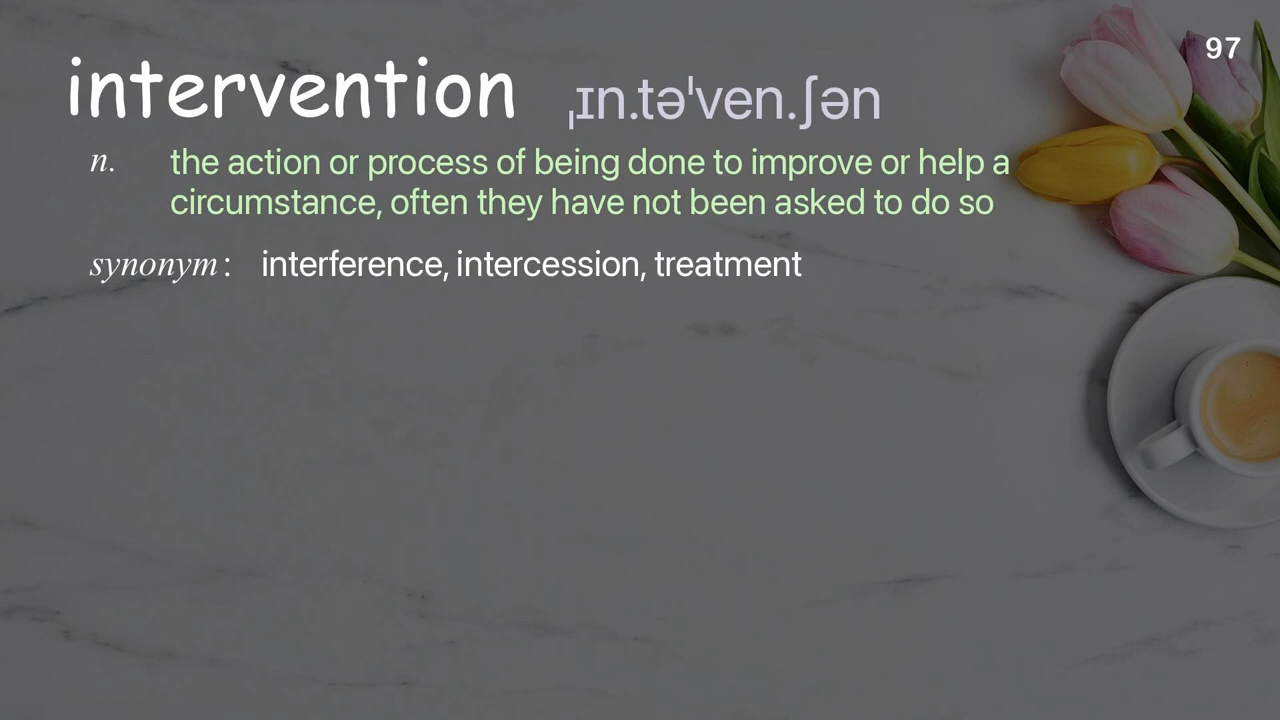 97
intervention ˌɪn.təˈven.ʃən
n. the action or process of being done to improve or help a
circumstance, often they have not been asked to do so
synonym : interference, intercession, treatment